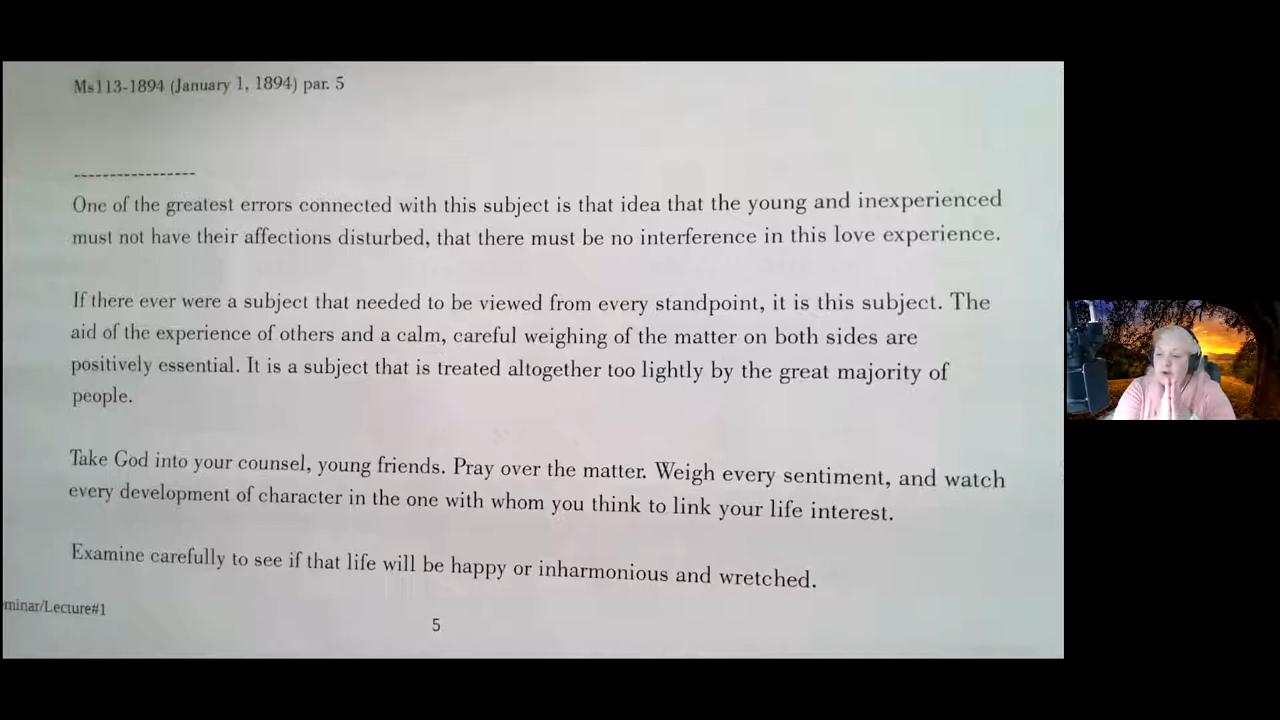 Ms113-1894 (January 1, 1894) par. 5
-----------------
One of the greatest errors connected with this subject is that idea that the young and inexperienced
must not have their affections disturbed, that there must be no interference in this love experience.
If there ever were a subject that needed to be viewed from every standpoint, it is this subject. The
aid of the experience of others and a calm, careful weighing of the matter on both sides are
positively essential. It is a subject that is treated altogether too lightly by the great majority of
people.
Take God into your counsel, young friends. Pray over the matter. Weigh every sentiment, and watch
every development of character in the one with whom you think to link your life interest.
Examine carefully to see if that life will be happy or inharmonious and wretched.
minar/Lecture#1
5